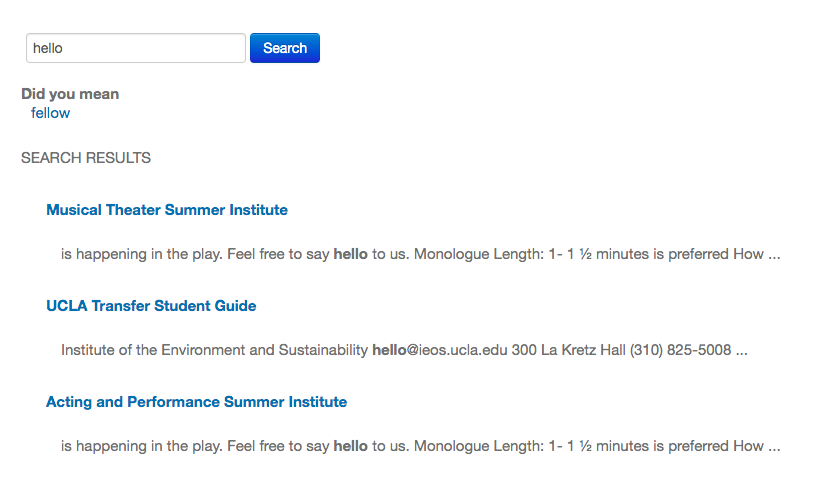 hello Search
Did you mean
fellow
SEARCH RESULTS
Musical Theater Summer Institute
is happening in the play. Feel free to say hello to us. Monologue Length: 1- 1 ½ minutes is preferred How ...
UCLA Transfer Student Guide
Institute of the Environment and Sustainability hello@ieos.ucla.edu 300 La Kretz Hall (310) 825-5008 ...
Acting and Performance Summer Institute
is happening in the play. Feel free to say hello to us. Monologue Length: 1- 1 ½ minutes is preferred How ...